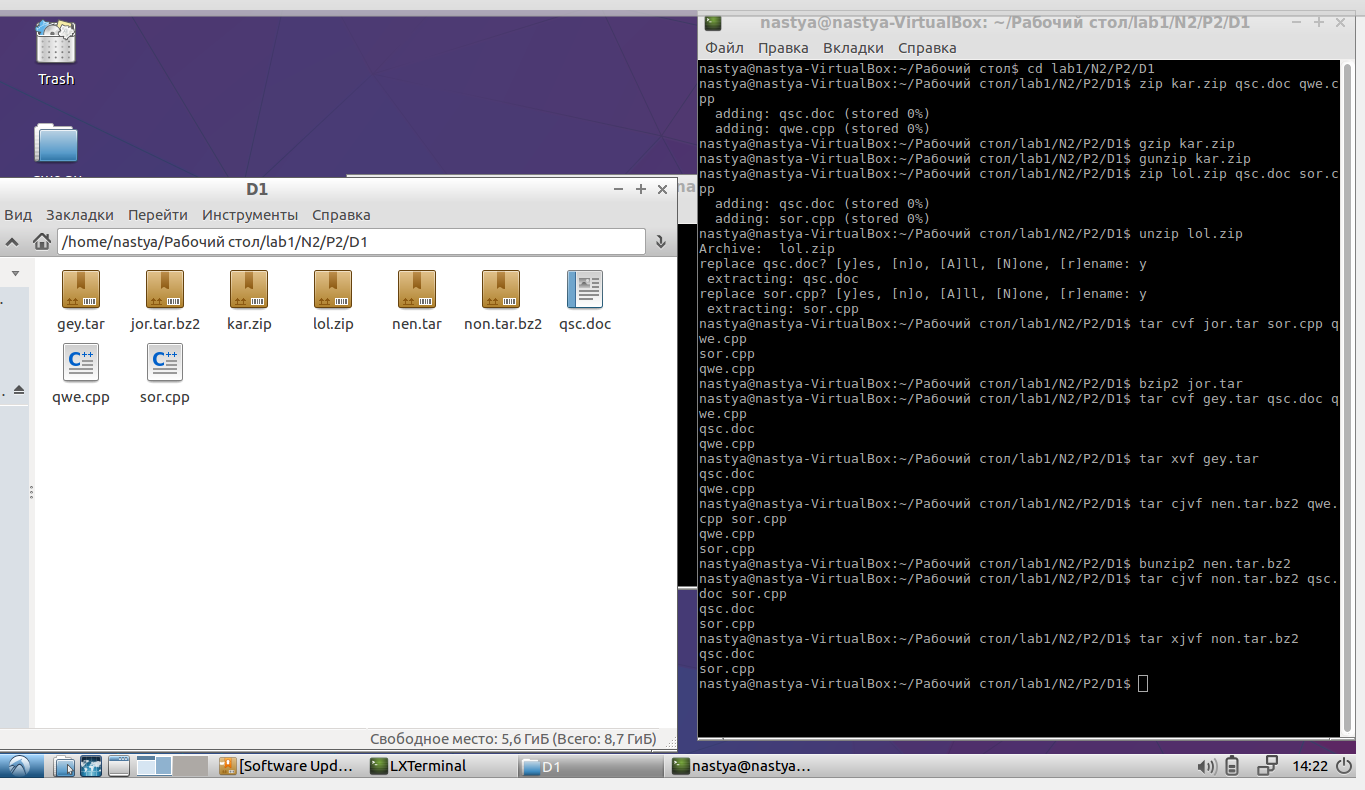 Trash
D1
Вид Закладки Перейти Инструменты Справка
/home/nastya/Рабочий стол/lab1/N2/P2/D1
gey.tar jor.tar.bz2 kar.zip lol.zip nen.tar non.tar.bz2 qsc.doc
qwe.cpp sor.cpp
Свободное место: 5,6 ГиБ (Всего: 8,7 ГиБ)
nastya@nastya-VirtualBox: ~/Рабочий стол/lab1/N2/P2/D1
Файл Правка Вкладки Справка
nastya@nastya-VirtualBox:~/Рабочий стол$ cd lab1/N2/P2/D1
nastya@nastya-VirtualBox:~/Рабочий стол/lab1/N2/P2/D1$ zip kar.zip qsc.doc qwe.c
pp
  adding: qsc.doc (stored 0%)
  adding: qwe.cpp (stored 0%)
nastya@nastya-VirtualBox:~/Рабочий стол/lab1/N2/P2/D1$ gzip kar.zip
nastya@nastya-VirtualBox:~/Рабочий стол/lab1/N2/P2/D1$ gunzip kar.zip
nastya@nastya-VirtualBox:~/Рабочий стол/lab1/N2/P2/D1$ zip lol.zip qsc.doc sor.c
pp
  adding: qsc.doc (stored 0%)
  adding: sor.cpp (stored 0%)
nastya@nastya-VirtualBox:~/Рабочий стол/lab1/N2/P2/D1$ unzip lol.zip
Archive:  lol.zip
replace qsc.doc? [y]es, [n]o, [A]ll, [N]one, [r]ename: y
 extracting: qsc.doc
replace sor.cpp? [y]es, [n]o, [A]ll, [N]one, [r]ename: y
 extracting: sor.cpp
nastya@nastya-VirtualBox:~/Рабочий стол/lab1/N2/P2/D1$ tar cvf jor.tar sor.cpp q
we.cpp
sor.cpp
qwe.cpp
nastya@nastya-VirtualBox:~/Рабочий стол/lab1/N2/P2/D1$ bzip2 jor.tar
nastya@nastya-VirtualBox:~/Рабочий стол/lab1/N2/P2/D1$ tar cvf gey.tar qsc.doc q
we.cpp
qsc.doc
qwe.cpp
nastya@nastya-VirtualBox:~/Рабочий стол/lab1/N2/P2/D1$ tar xvf gey.tar
qsc.doc
qwe.cpp
nastya@nastya-VirtualBox:~/Рабочий стол/lab1/N2/P2/D1$ tar cjvf nen.tar.bz2 qwe.
cpp sor.cpp
qwe.cpp
sor.cpp
nastya@nastya-VirtualBox:~/Рабочий стол/lab1/N2/P2/D1$ bunzip2 nen.tar.bz2
nastya@nastya-VirtualBox:~/Рабочий стол/lab1/N2/P2/D1$ tar cjvf non.tar.bz2 qsc.
doc sor.cpp
qsc.doc
sor.cpp
nastya@nastya-VirtualBox:~/Рабочий стол/lab1/N2/P2/D1$ tar xjvf non.tar.bz2
qsc.doc
sor.cpp
nastya@nastya-VirtualBox:~/Рабочий стол/lab1/N2/P2/D1$
[Software Upd... LXTerminal D1 nastya@nastya... 14:22